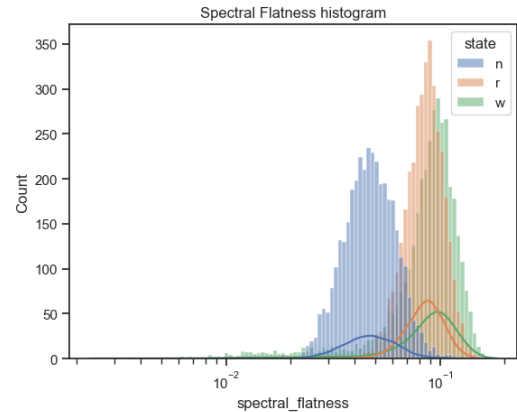 Spectral Flatness histogram
350
300
250
200
150
100
50
0
Count
state
n
r
w
10⁻²
10⁻¹
spectral_flatness